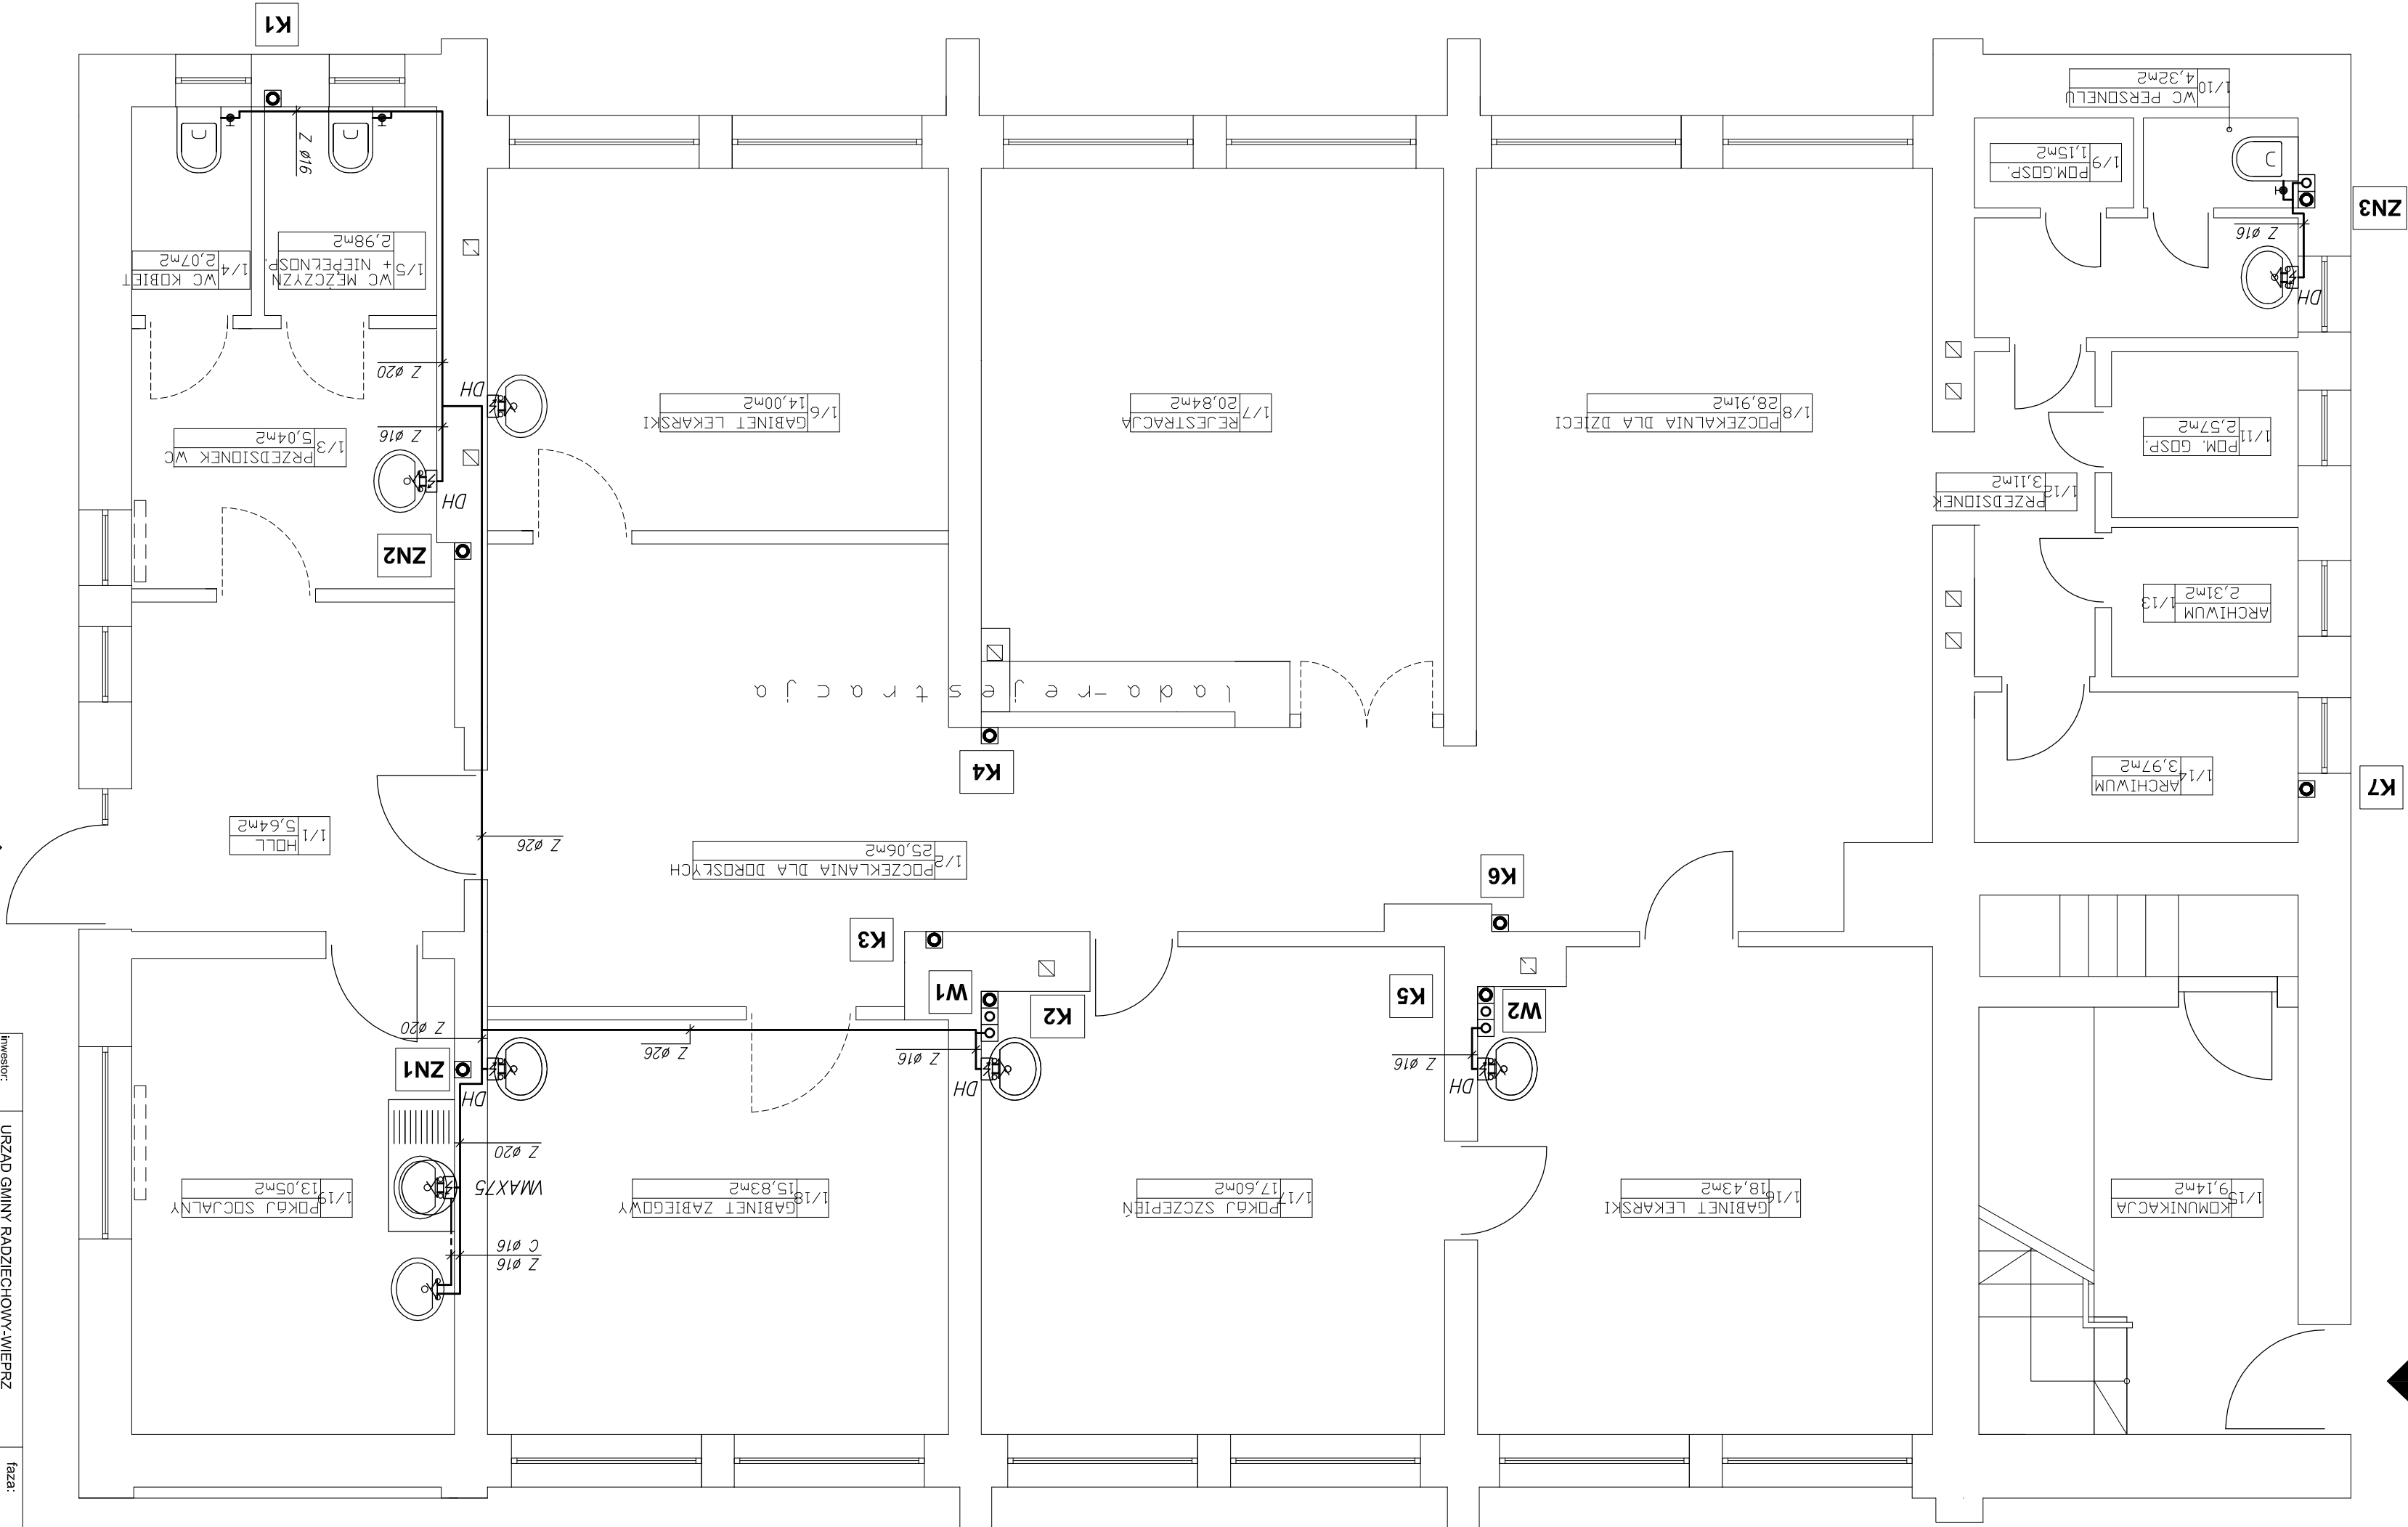 K1
1/10
WC PERSONELU
4,32m2
1/9
POM.GOSP.
1,15m2
ZN3
Z ø16
Z ø16
DH
1/4
WC KOBIET
2,07m2
1/5
WC MĘŻCZYZN
+ NIEPEŁNOSP.
2,98m2
Z ø20
DH
Z ø16
1/3
PRZEDSIONEK WC
5,04m2
DH
ZN2
1/6
GABINET LEKARSKI
14,00m2
1/7
REJESTRACJA
20,84m2
1/8
POCZEKALNIA DLA DZIECI
28,91m2
1/11
POM. GOSP.
2,57m2
1/12
PRZEDSIONEK
3,11m2
1/13
ARCHIWUM
2,31m2
lada-rejestracja
K4
1/14
ARCHIWUM
3,97m2
K7
1/1
HOLL
5,64m2
Z ø26
1/2
POCZEKLANIA DLA DOROSŁYCH
25,06m2
K6
K3
W1
K2
K5
W2
Z ø20
ZN1
Z ø26
Z ø16
Z ø16
DH
DH
DH
Z ø20
VMAX75
1/19
POKÓJ SOCJALNY
13,05m2
1/18
GABINET ZABIEGOWY
15,83m2
1/17
POKÓJ SZCZEPIEŃ
17,60m2
1/16
GABINET LEKARSKI
18,43m2
1/15
KOMUNIKACJA
9,14m2
Z ø16
C ø16
inwestor:
URZAD GMINY RADZIECHOWY-WIEPRZ
faza: